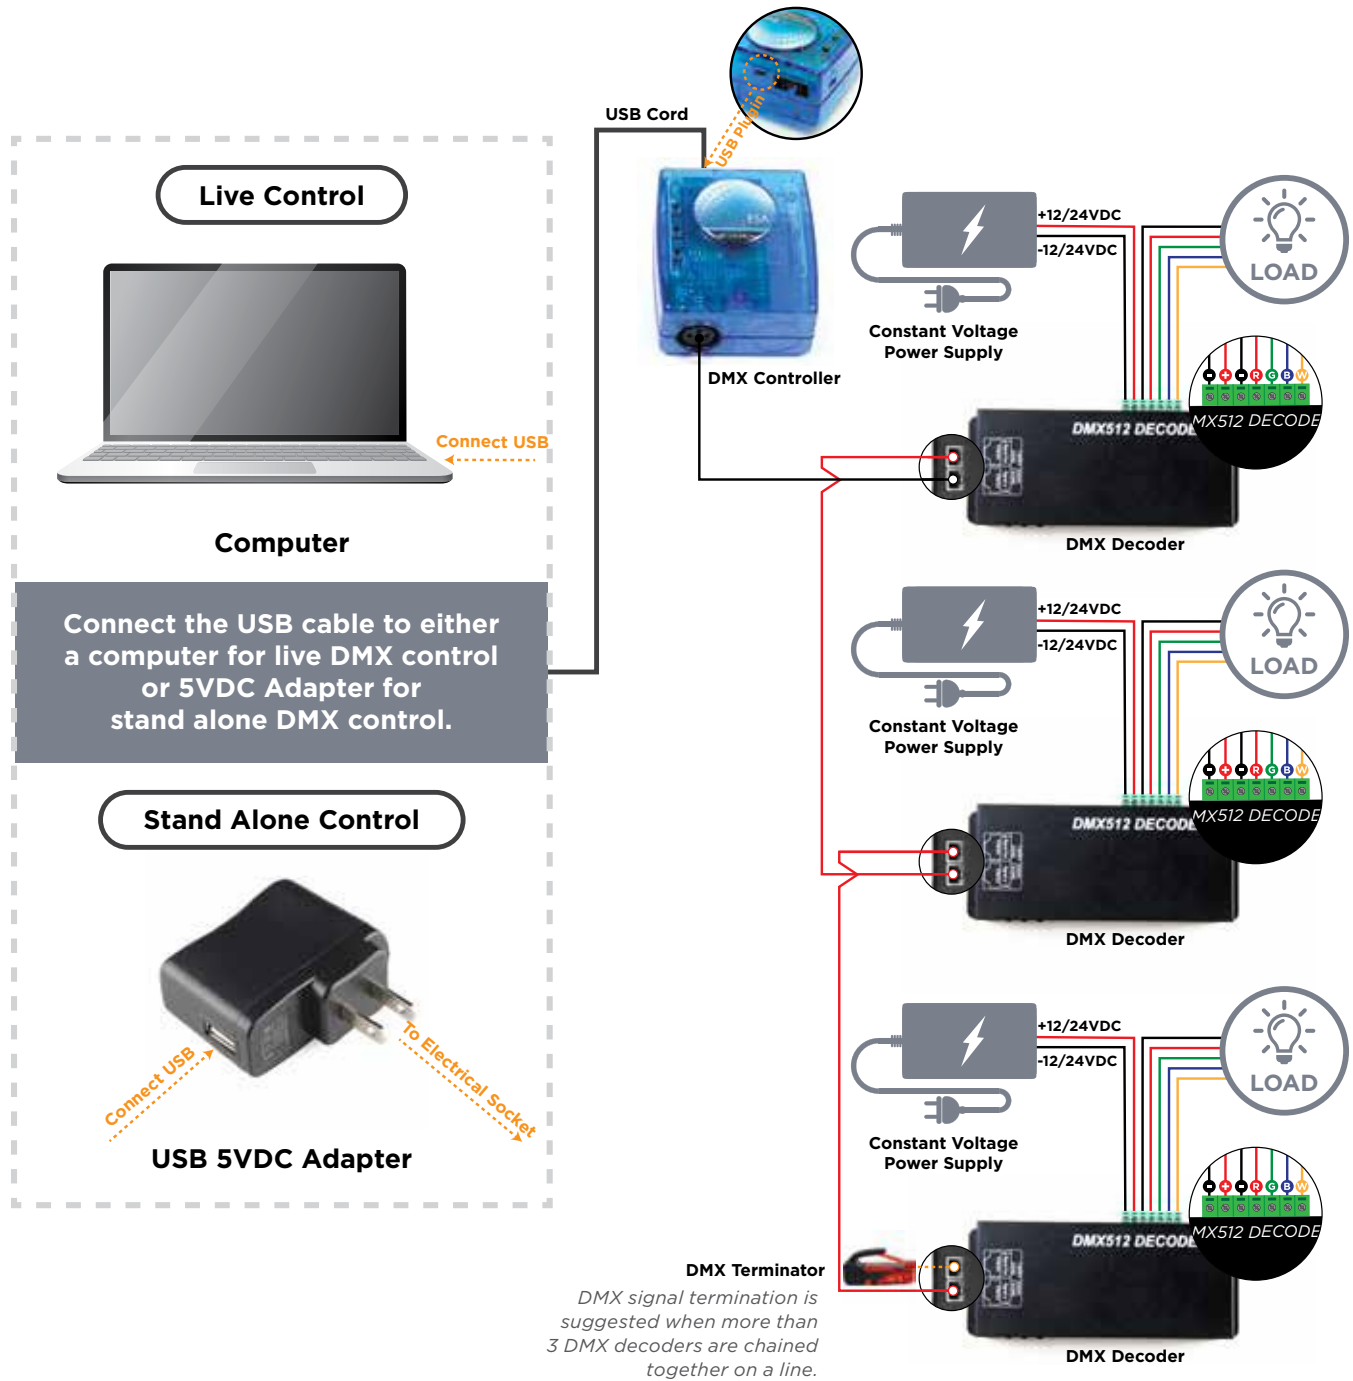 USB Cord
USB Plugin
Live Control
Connect USB
Computer
Connect the USB cable to either
a computer for live DMX control
or 5VDC Adapter for
stand alone DMX control.
Stand Alone Control
Connect USB
To Electrical Socket
USB 5VDC Adapter
DMX Controller
+12/24VDC
-12/24VDC
LOAD
Constant Voltage
Power Supply
- + - R G B W
MX512 DECODE
DMX512 DECODE
DMX Decoder
+12/24VDC
-12/24VDC
LOAD
Constant Voltage
Power Supply
- + - R G B W
MX512 DECODE
DMX512 DECODE
DMX Decoder
+12/24VDC
-12/24VDC
LOAD
Constant Voltage
Power Supply
- + - R G B W
MX512 DECODE
DMX512 DECODE
DMX Decoder
DMX Terminator
DMX signal termination is
suggested when more than
3 DMX decoders are chained
together on a line.